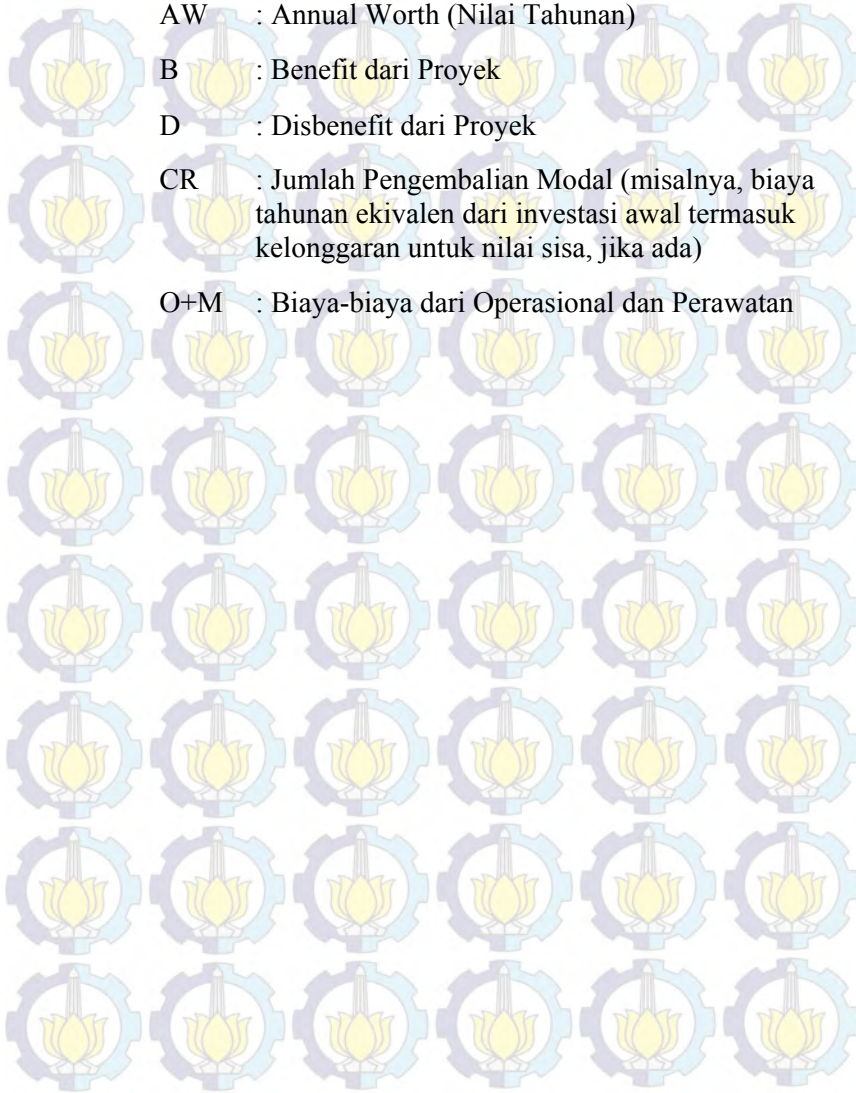 AW : Annual Worth (Nilai Tahunan)
B : Benefit dari Proyek
D : Disbenefit dari Proyek
CR : Jumlah Pengembalian Modal (misalnya, biaya
tahunan ekivalen dari investasi awal termasuk
kelonggaran untuk nilai sisa, jika ada)
O+M : Biaya-biaya dari Operasional dan Perawatan